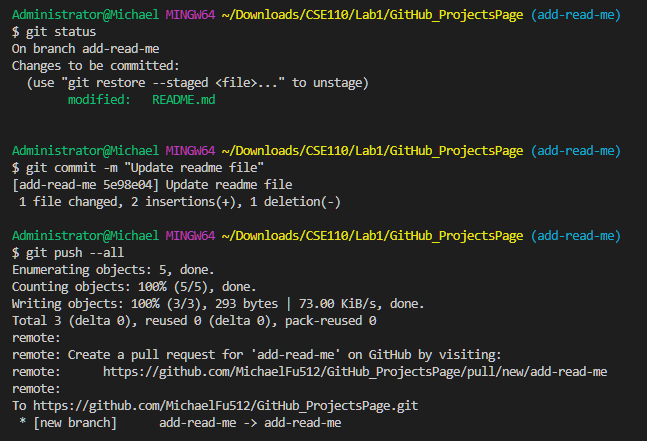 Administrator@Michael MINGW64 ~/Downloads/CSE110/Lab1/GitHub_ProjectsPage (add-read-me)
$ git status
On branch add-read-me
Changes to be committed:
  (use "git restore --staged <file>..." to unstage)
        modified:   README.md
Administrator@Michael MINGW64 ~/Downloads/CSE110/Lab1/GitHub_ProjectsPage (add-read-me)
$ git commit -m "Update readme file"
[add-read-me 5e98e04] Update readme file
 1 file changed, 2 insertions(+), 1 deletion(-)
Administrator@Michael MINGW64 ~/Downloads/CSE110/Lab1/GitHub_ProjectsPage (add-read-me)
$ git push --all
Enumerating objects: 5, done.
Counting objects: 100% (5/5), done.
Writing objects: 100% (3/3), 293 bytes | 73.00 KiB/s, done.
Total 3 (delta 0), reused 0 (delta 0), pack-reused 0
remote:
remote: Create a pull request for 'add-read-me' on GitHub by visiting:
remote:      https://github.com/MichaelFu512/GitHub_ProjectsPage/pull/new/add-read-me
remote:
To https://github.com/MichaelFu512/GitHub_ProjectsPage.git
 * [new branch]      add-read-me -> add-read-me